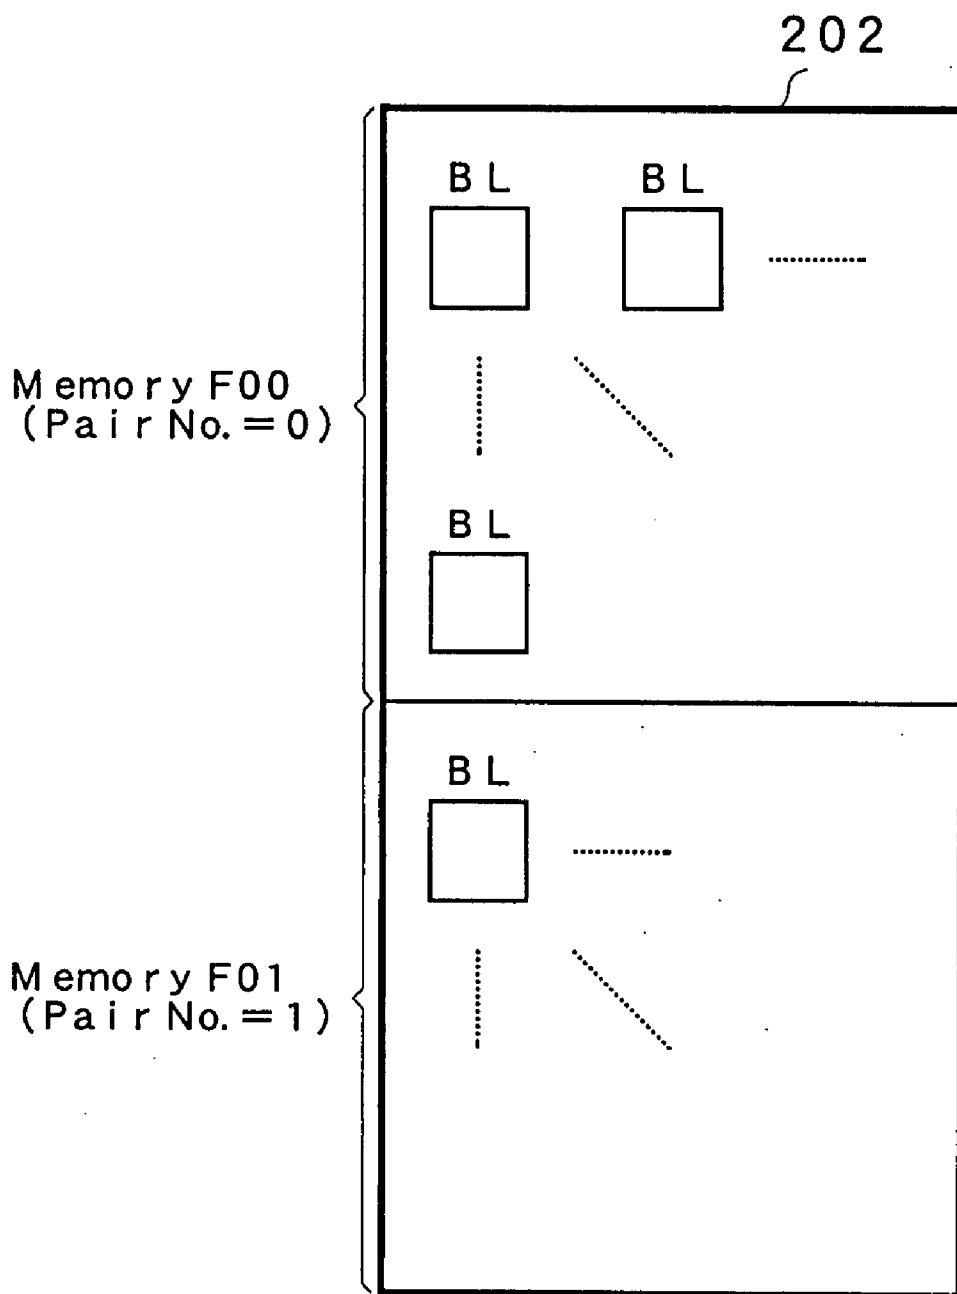 202
BL BL
Memory F00
(Pair No.=0)
BL
BL
Memory F01
(Pair No.=1)